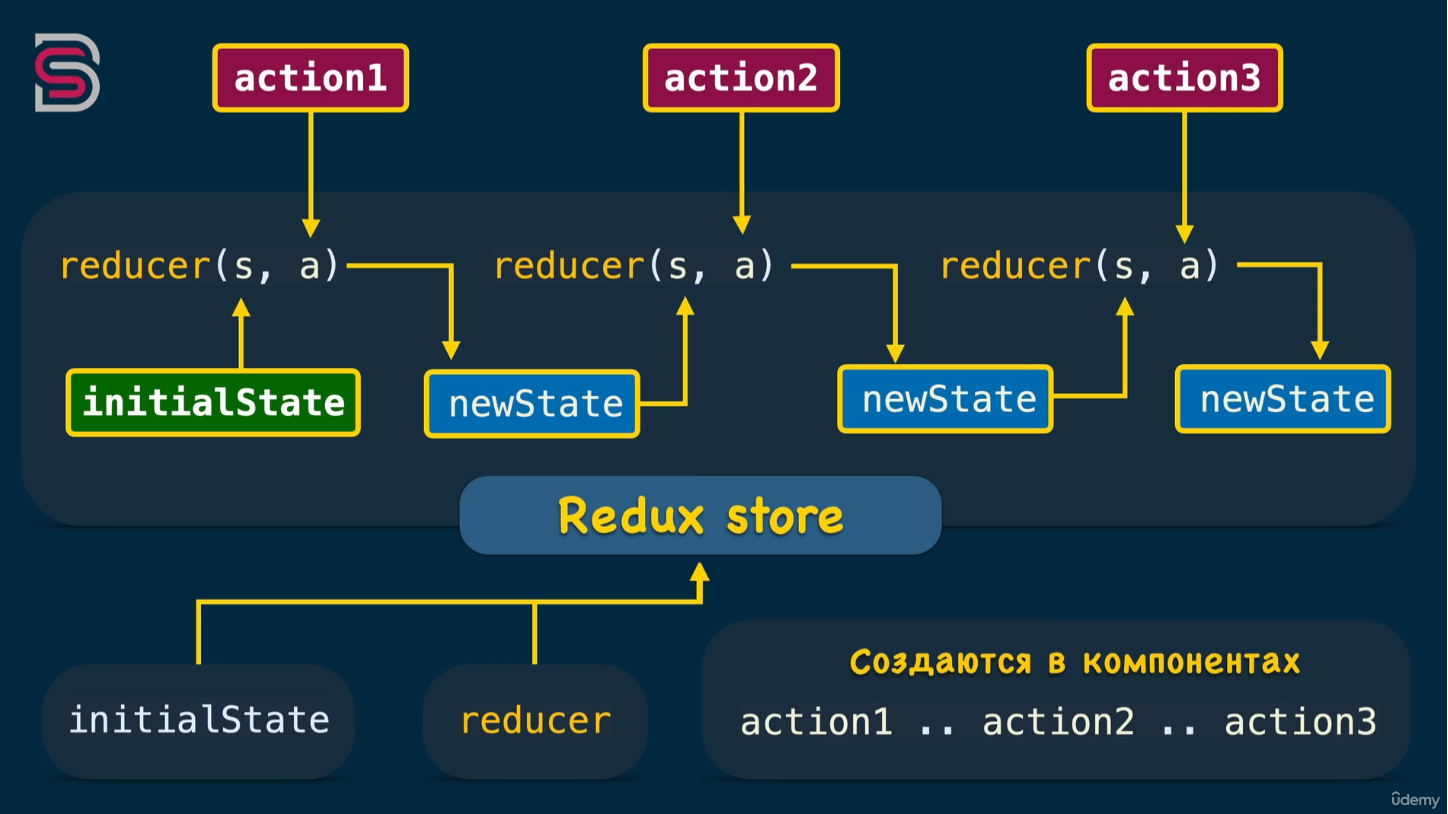 action1
action2
action3
reducer(s, a)
reducer(s, a)
reducer(s, a)
initialState
newState
newState
newState
Redux store
initialState
reducer
Создаются в компонентах
action1 .. action2 .. action3
ûdemy